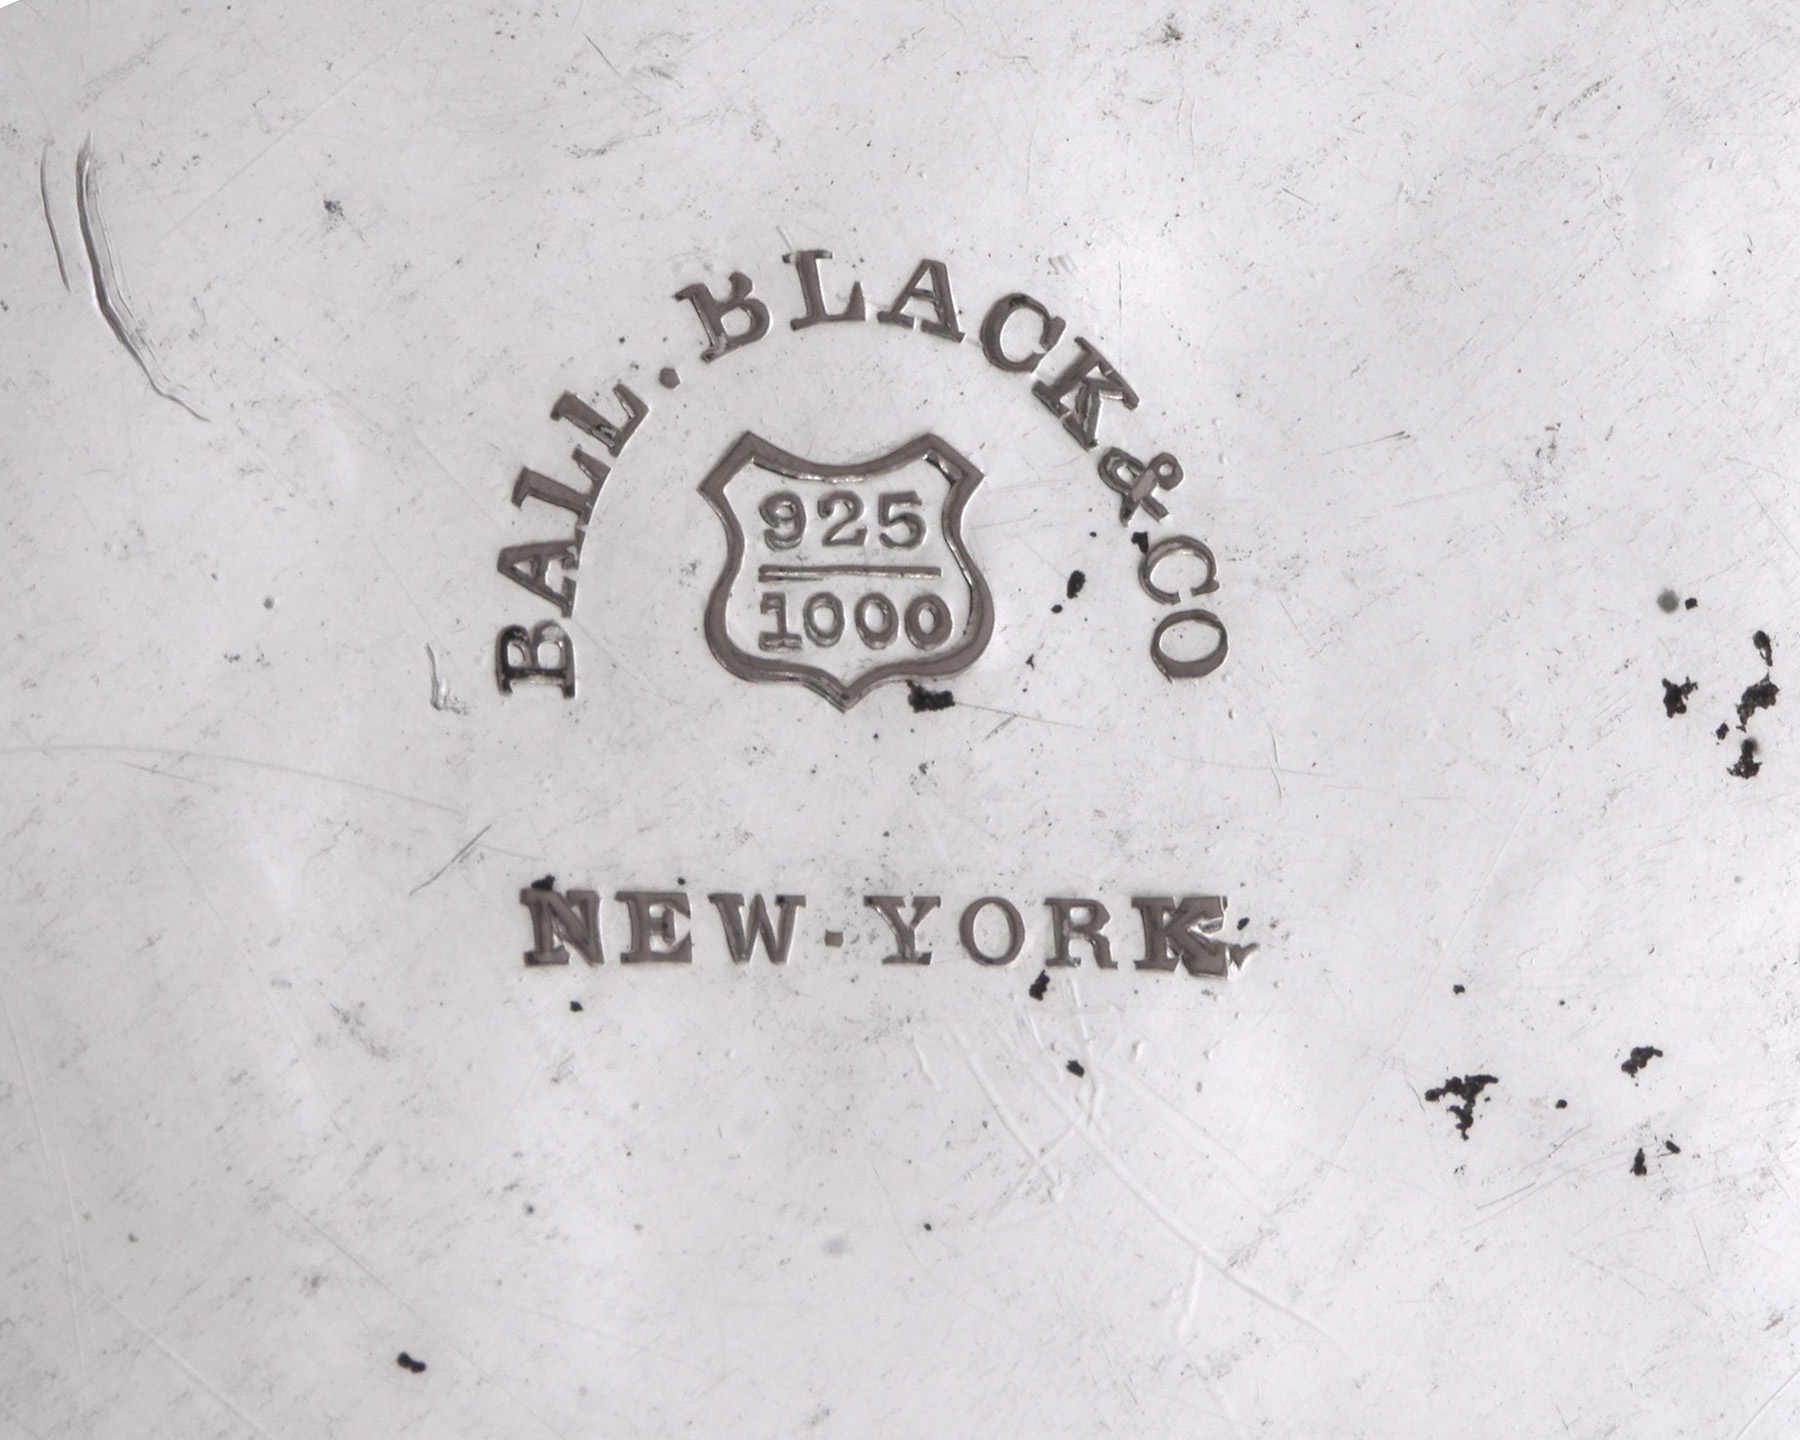 BALL. BLACK & CO
925
1000
NEW-YORK.